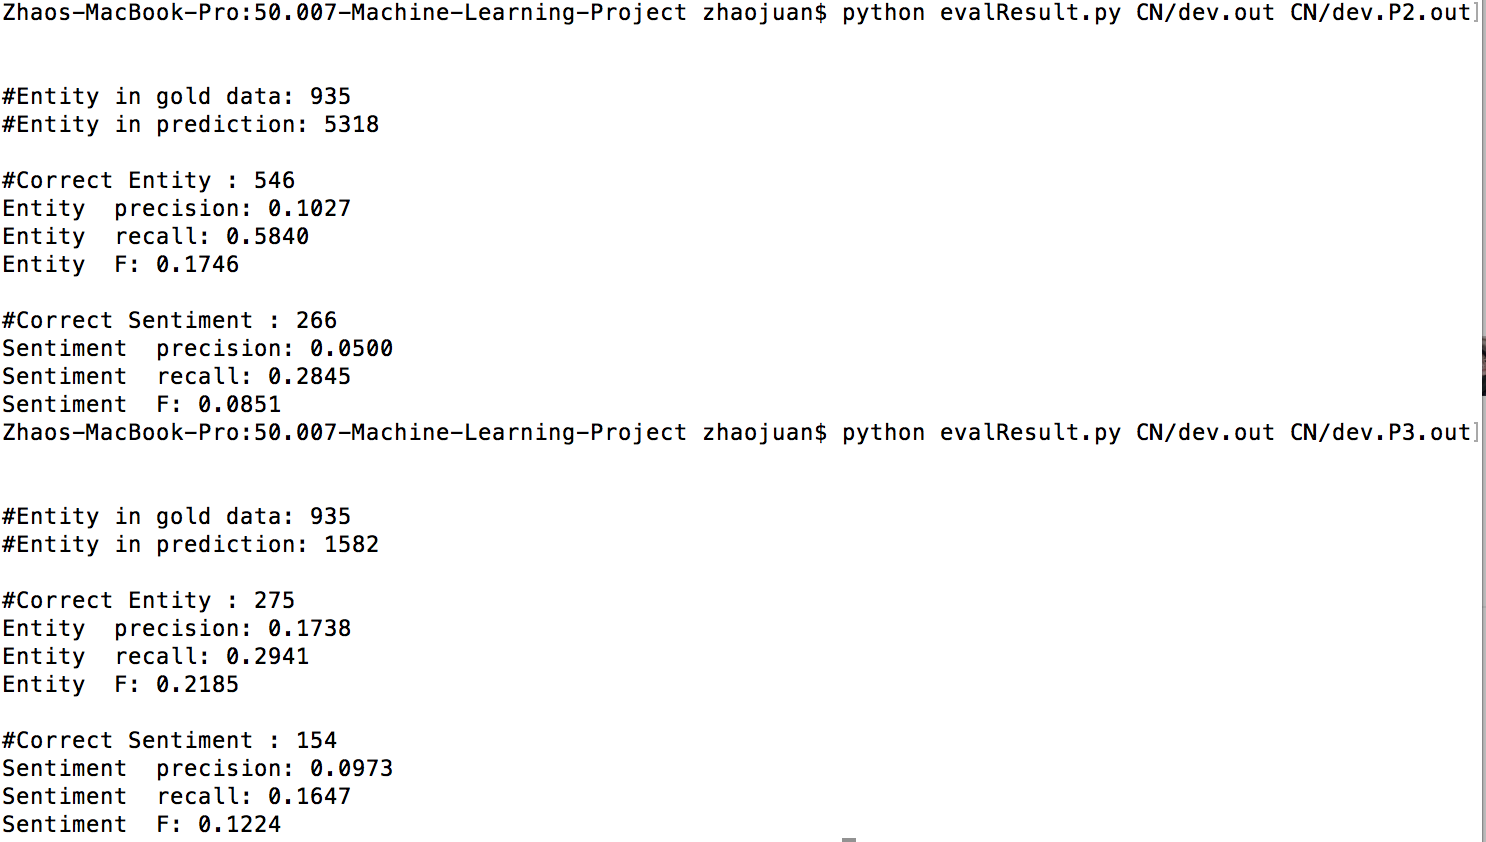 Zhaos-MacBook-Pro:50.007-Machine-Learning-Project zhaojuan$ python evalResult.py CN/dev.out CN/dev.P2.out]
#Entity in gold data: 935
#Entity in prediction: 5318
#Correct Entity : 546
Entity  precision: 0.1027
Entity  recall: 0.5840
Entity  F: 0.1746
#Correct Sentiment : 266
Sentiment  precision: 0.0500
Sentiment  recall: 0.2845
Sentiment  F: 0.0851
Zhaos-MacBook-Pro:50.007-Machine-Learning-Project zhaojuan$ python evalResult.py CN/dev.out CN/dev.P3.out]
#Entity in gold data: 935
#Entity in prediction: 1582
#Correct Entity : 275
Entity  precision: 0.1738
Entity  recall: 0.2941
Entity  F: 0.2185
#Correct Sentiment : 154
Sentiment  precision: 0.0973
Sentiment  recall: 0.1647
Sentiment  F: 0.1224